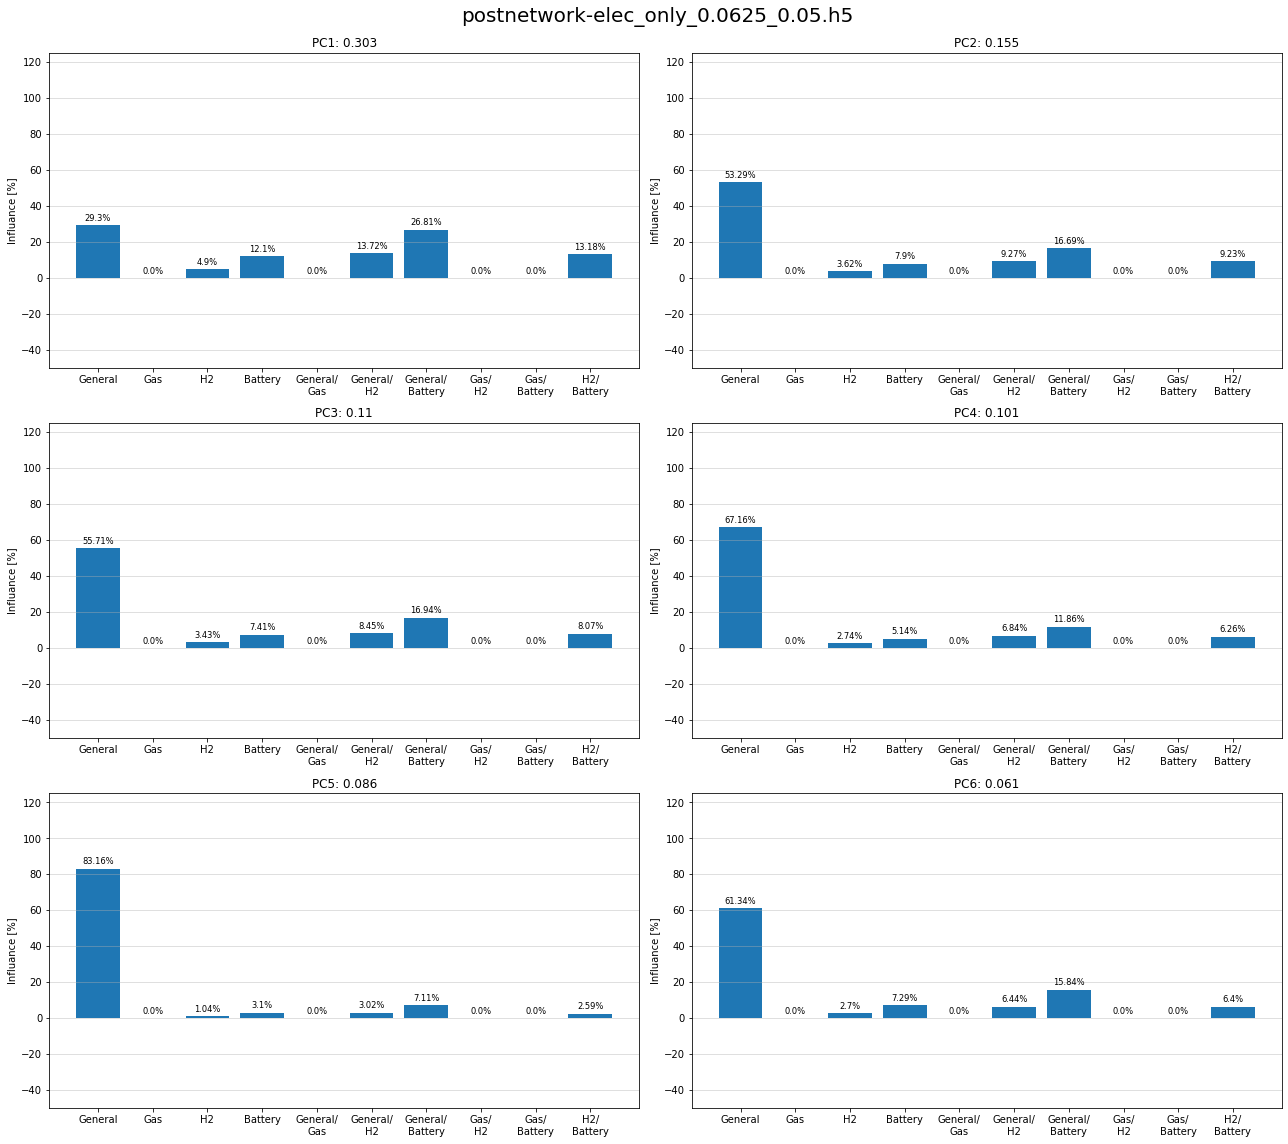 postnetwork-elec_only_0.0625_0.05.h5
PC1: 0.303
Influance [%]
120
100
80
60
40
20
0
−20
−40
29.3%
0.0%
4.9%
12.1%
0.0%
13.72%
26.81%
0.0%
0.0%
13.18%
General
Gas
H2
Battery
General/
Gas
General/
H2
General/
Battery
Gas/
H2
Gas/
Battery
H2/
Battery
PC2: 0.155
Influance [%]
120
100
80
60
40
20
0
−20
−40
53.29%
0.0%
3.62%
7.9%
0.0%
9.27%
16.69%
0.0%
0.0%
9.23%
General
Gas
H2
Battery
General/
Gas
General/
H2
General/
Battery
Gas/
H2
Gas/
Battery
H2/
Battery
PC3: 0.11
Influance [%]
120
100
80
60
40
20
0
−20
−40
55.71%
0.0%
3.43%
7.41%
0.0%
8.45%
16.94%
0.0%
0.0%
8.07%
General
Gas
H2
Battery
General/
Gas
General/
H2
General/
Battery
Gas/
H2
Gas/
Battery
H2/
Battery
PC4: 0.101
Influance [%]
120
100
80
60
40
20
0
−20
−40
67.16%
0.0%
2.74%
5.14%
0.0%
6.84%
11.86%
0.0%
0.0%
6.26%
General
Gas
H2
Battery
General/
Gas
General/
H2
General/
Battery
Gas/
H2
Gas/
Battery
H2/
Battery
PC5: 0.086
Influance [%]
120
100
80
60
40
20
0
−20
−40
83.16%
0.0%
1.04%
3.1%
0.0%
3.02%
7.11%
0.0%
0.0%
2.59%
General
Gas
H2
Battery
General/
Gas
General/
H2
General/
Battery
Gas/
H2
Gas/
Battery
H2/
Battery
PC6: 0.061
Influance [%]
120
100
80
60
40
20
0
−20
−40
61.34%
0.0%
2.7%
7.29%
0.0%
6.44%
15.84%
0.0%
0.0%
6.4%
General
Gas
H2
Battery
General/
Gas
General/
H2
General/
Battery
Gas/
H2
Gas/
Battery
H2/
Battery